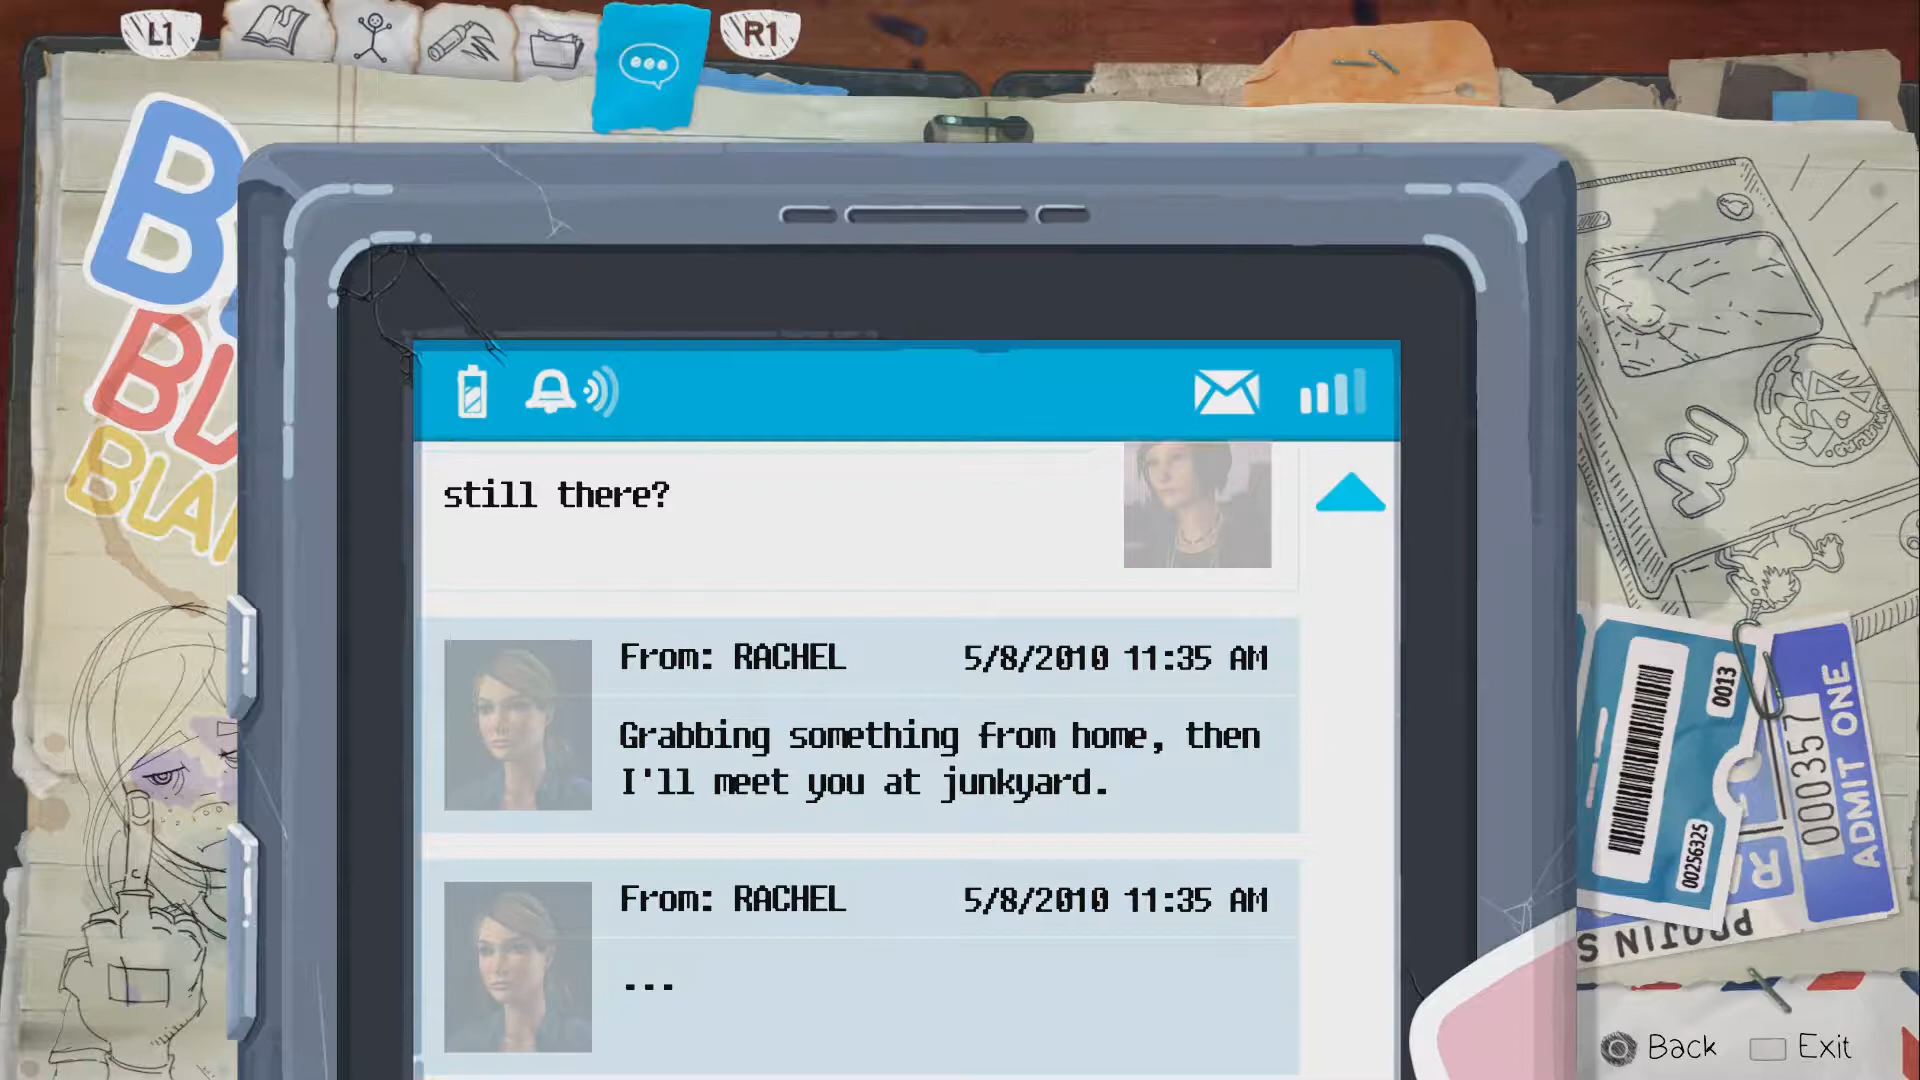 L1
R1
still there?
From: RACHEL 5/8/2010 11:35 AM
Grabbing something from home, then
I'll meet you at junkyard.
From: RACHEL 5/8/2010 11:35 AM
...
0013
00256325
000357
ADMIT ONE
Back
Exit